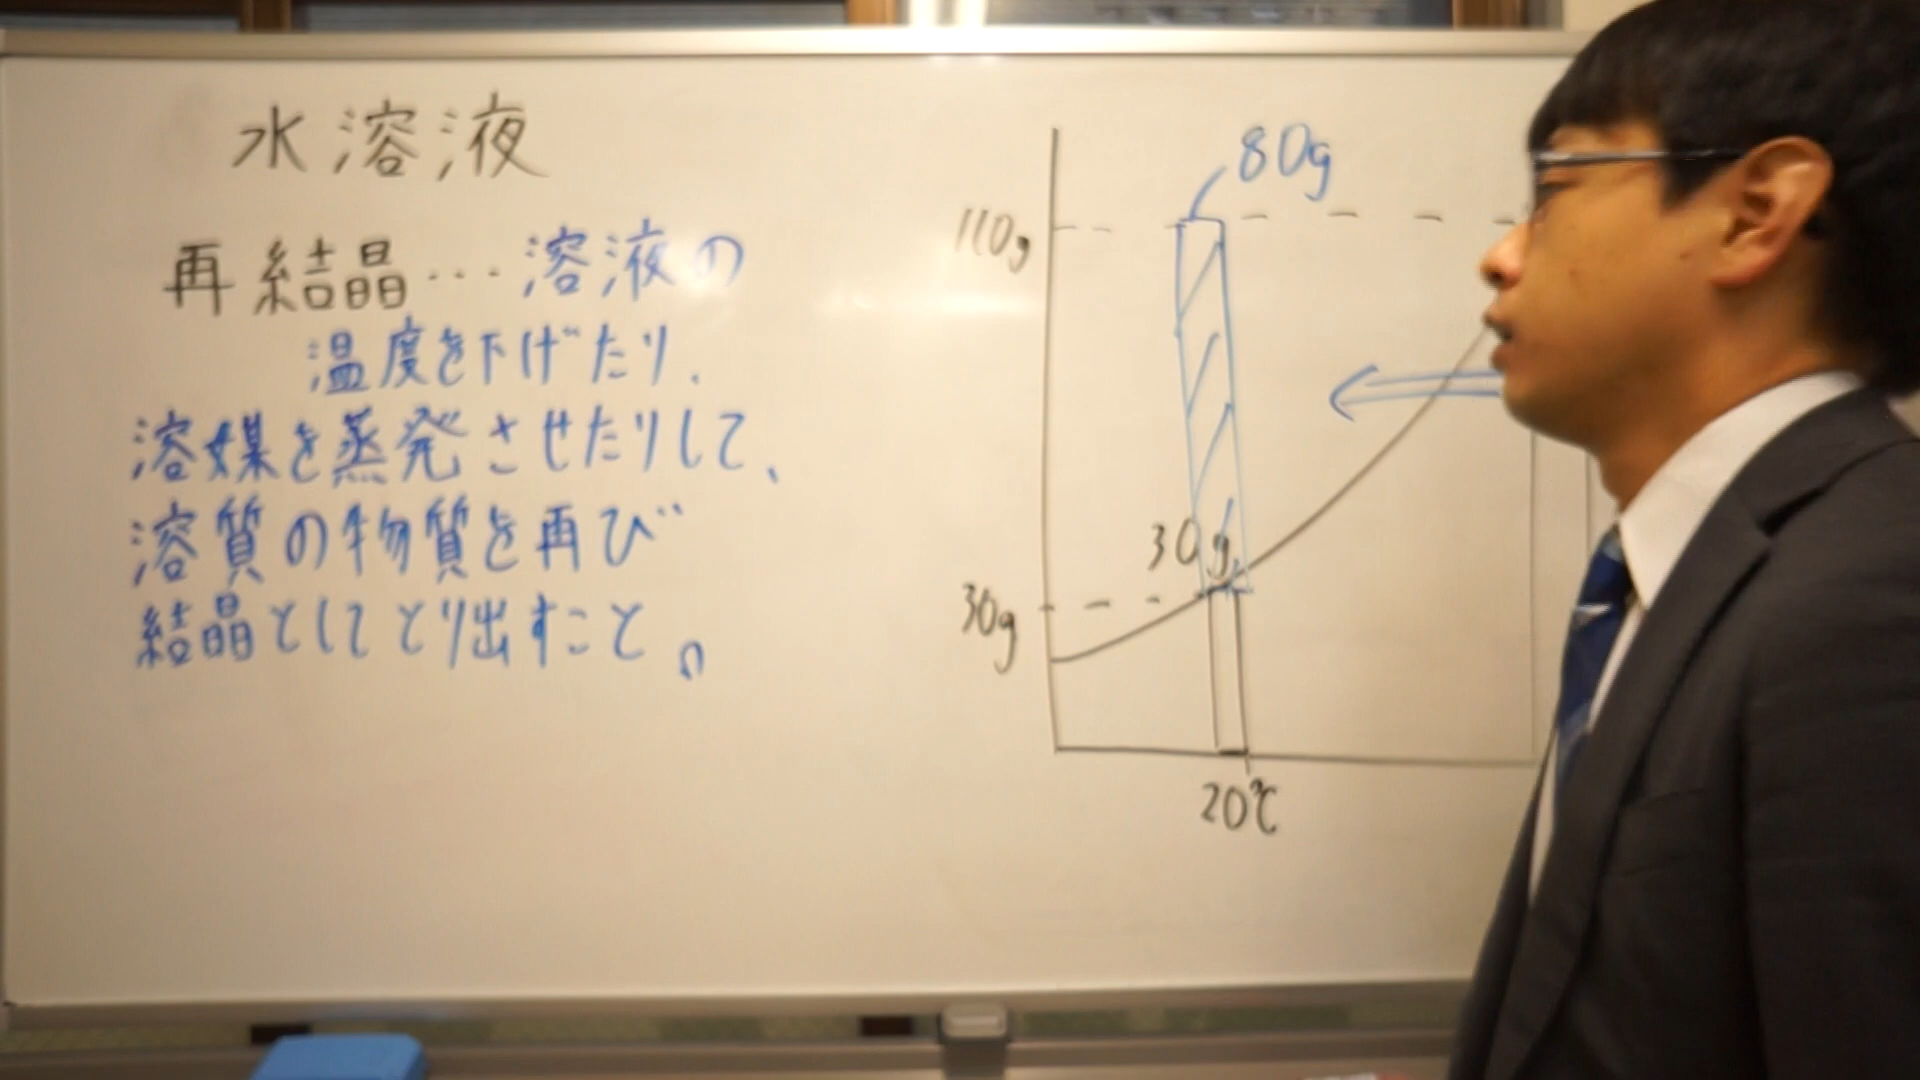 水溶液
再結晶…溶液の
温度を下げたり、
溶媒を蒸発させたりして、
溶質の物質を再び
結晶としてとり出すこと。
80g
110g
30g
30g
20℃